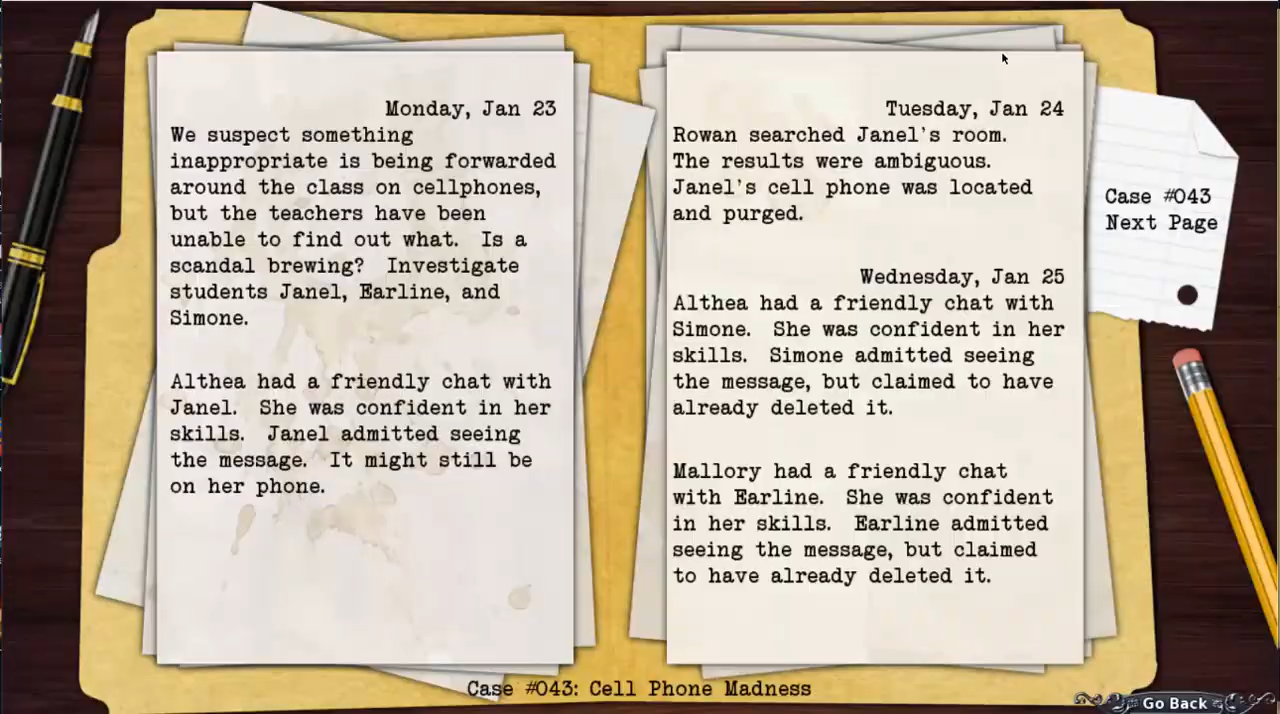 Monday, Jan 23
We suspect something
inappropriate is being forwarded
around the class on cellphones,
but the teachers have been
unable to find out what.  Is a
scandal brewing?  Investigate
students Janel, Earline, and
Simone.
Althea had a friendly chat with
Janel.  She was confident in her
skills.  Janel admitted seeing
the message.  It might still be
on her phone.
Tuesday, Jan 24
Rowan searched Janel's room.
The results were ambiguous.
Janel's cell phone was located
and purged.
Wednesday, Jan 25
Althea had a friendly chat with
Simone.  She was confident in her
skills.  Simone admitted seeing
the message, but claimed to have
already deleted it.
Mallory had a friendly chat
with Earline.  She was confident
in her skills.  Earline admitted
seeing the message, but claimed
to have already deleted it.
Case #043
Next Page
Case #043: Cell Phone Madness
Go Back